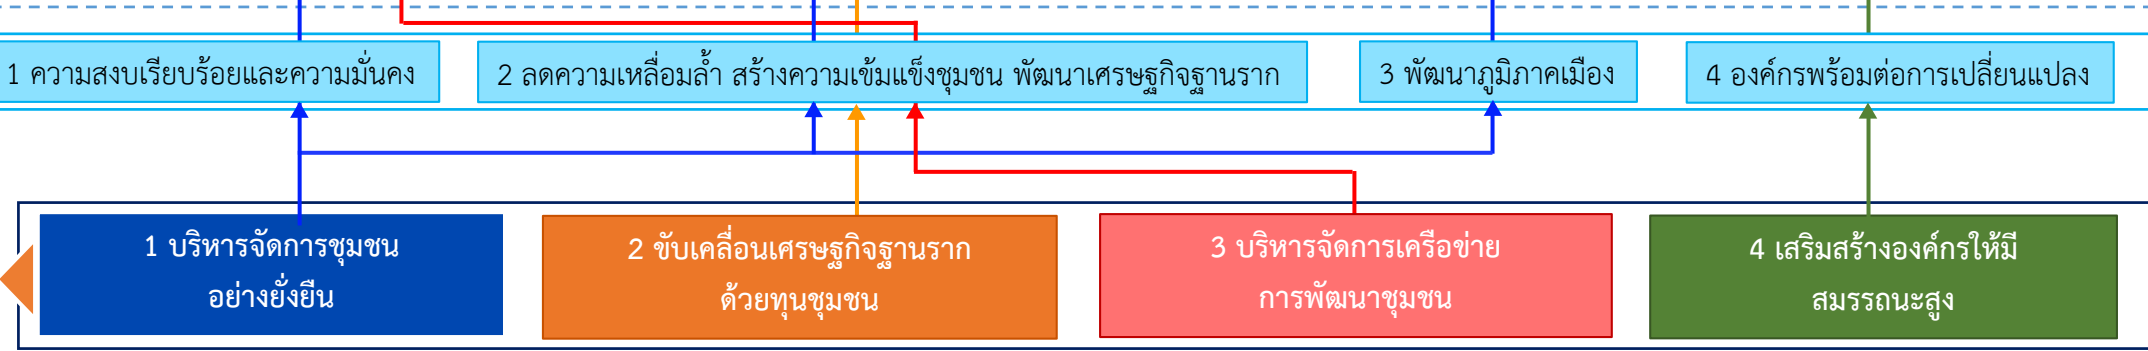 1 ความสงบเรียบร้อยและความมั่นคง
2 ลดความเหลื่อมล้ำ สร้างความเข้มแข็งชุมชน พัฒนาเศรษฐกิจฐานราก
3 พัฒนาภูมิภาคเมือง
4 องค์กรพร้อมต่อการเปลี่ยนแปลง
1 บริหารจัดการชุมชน
อย่างยั่งยืน
2 ขับเคลื่อนเศรษฐกิจฐานราก
ด้วยทุนชุมชน
3 บริหารจัดการเครือข่าย
การพัฒนาชุมชน
4 เสริมสร้างองค์กรให้มี
สมรรถนะสูง